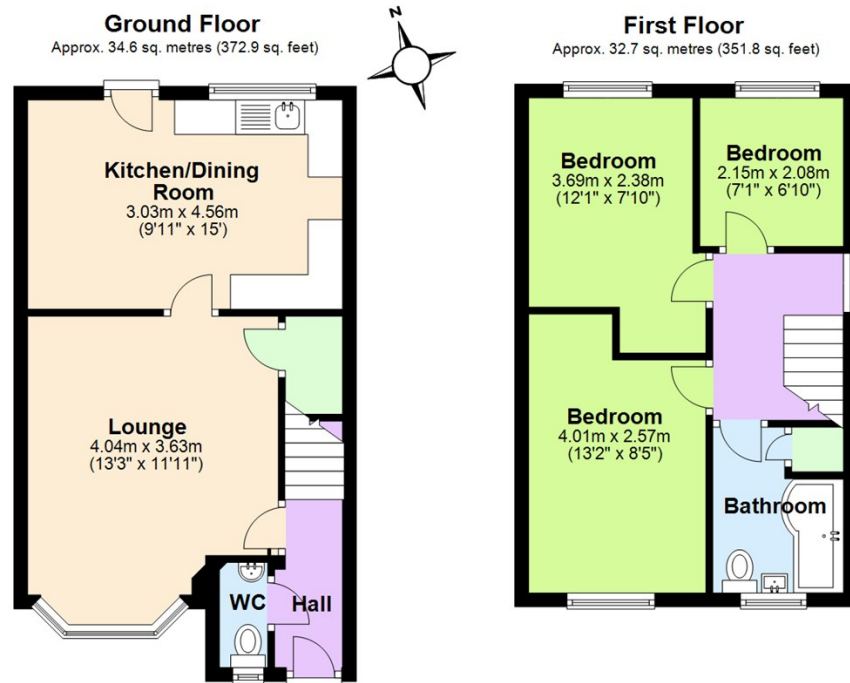 Ground Floor
Approx. 34.6 sq. metres (372.9 sq. feet)
N
Kitchen/Dining
Room
3.03m x 4.56m
(9'11" x 15')
Lounge
4.04m x 3.63m
(13'3" x 11'11")
WC
Hall
First Floor
Approx. 32.7 sq. metres (351.8 sq. feet)
Bedroom
3.69m x 2.38m
(12'1" x 7'10")
Bedroom
2.15m x 2.08m
(7'1" x 6'10")
Bedroom
4.01m x 2.57m
(13'2" x 8'5")
Bathroom